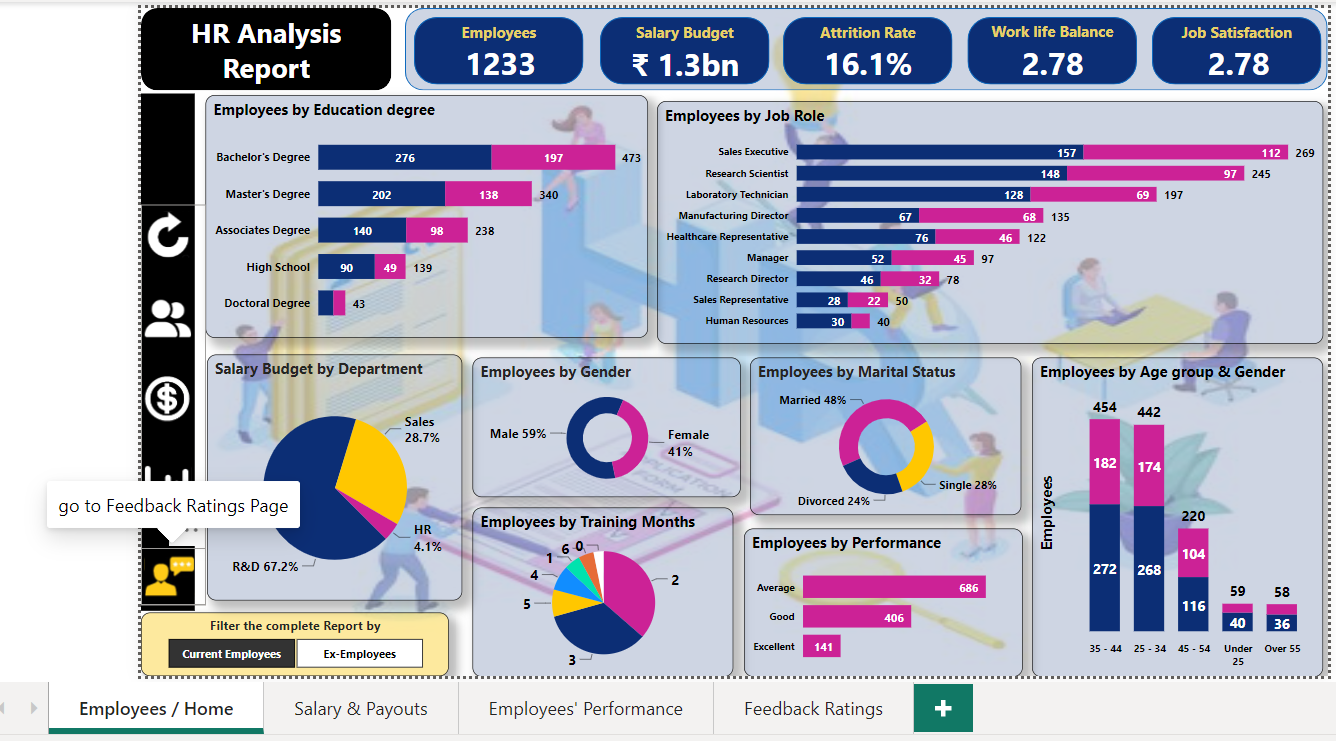 HR Analysis
Report
Employees
1233
Salary Budget
₹ 1.3bn
Attrition Rate
16.1%
Work life Balance
2.78
Job Satisfaction
2.78
Employees by Education degree
Bachelor's Degree 276 197 473
Master's Degree 202 138 340
Associates Degree 140 98 238
High School 90 49 139
Doctoral Degree 43
Employees by Job Role
Sales Executive 157 112 269
Research Scientist 148 97 245
Laboratory Technician 128 69 197
Manufacturing Director 67 68 135
Healthcare Representative 76 46 122
Manager 52 45 97
Research Director 46 32 78
Sales Representative 28 22 50
Human Resources 30 40
Salary Budget by Department
Sales
28.7%
HR
4.1%
R&D 67.2%
go to Feedback Ratings Page
Employees by Gender
Male 59%
Female
41%
Employees by Marital Status
Married 48%
Single 28%
Divorced 24%
Employees by Training Months
6 0
1
2
4
5
3
Employees by Performance
Average 686
Good 406
Excellent 141
Employees by Age group & Gender
Employees
454 442
182 174
220
104
272 268
116
59 58
40 36
35 - 44 25 - 34 45 - 54 Under Over 55
25
Filter the complete Report by
Current Employees Ex-Employees
Employees / Home Salary & Payouts Employees' Performance Feedback Ratings